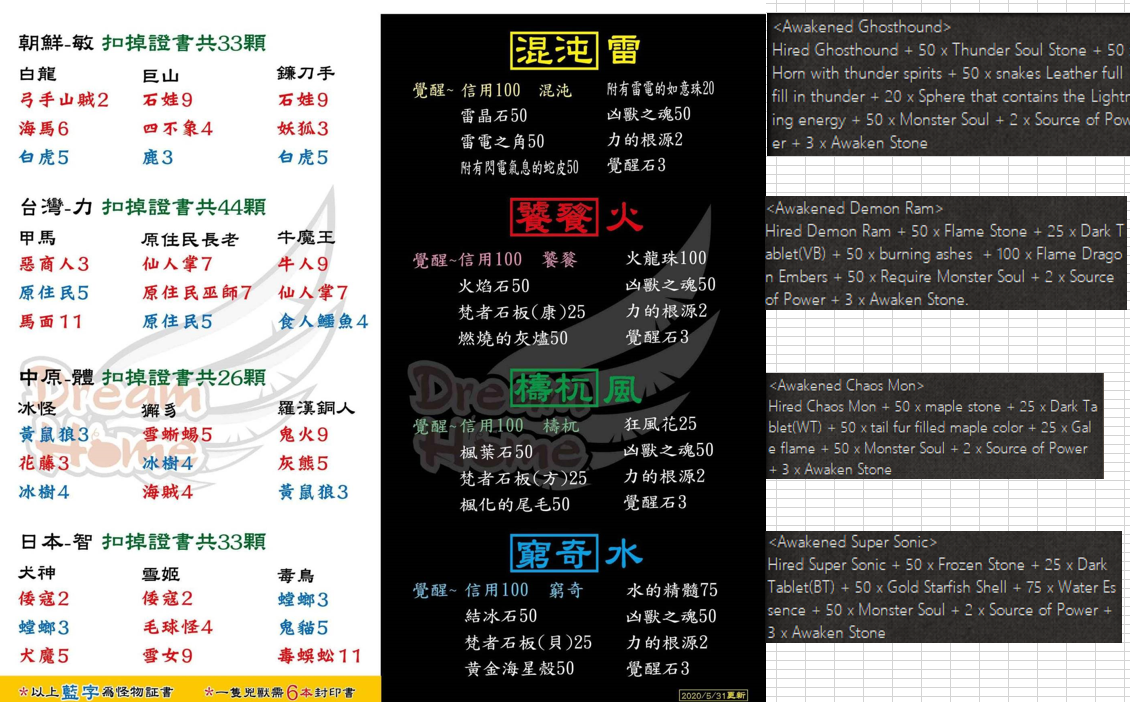 朝鮮-敏 扣掉證書共33顆
白龍 巨山 鐮刀手
弓手山賊2 石娃9 石娃9
海馬6 四不象4 妖狐3
白虎5 鹿3 白虎5
台灣-力 扣掉證書共44顆
甲馬 原住民長老 牛魔王
惡商人3 仙人掌7 牛人9
原住民5 原住民巫師7 仙人掌7
馬面11 原住民5 食人鱷魚4
中原-體 扣掉證書共26顆
冰怪 獬豸 羅漢銅人
黃鼠狼3 雪蜥蜴5 鬼火9
花藤3 冰樹4 灰熊5
冰樹4 海賊4 黃鼠狼3
日本-智 扣掉證書共33顆
犬神 雪姬 毒鳥
倭寇2 倭寇2 螳螂3
螳螂3 毛球怪4 鬼貓5
犬魔5 雪女9 毒蜈蚣11
*以上藍字為怪物証書 *一隻兇獸需6本封印書
Dream Home
混沌 雷
覺醒~ 信用100 混沌 附有雷電的如意珠20
雷晶石50 凶獸之魂50
雷電之角50 力的根源2
附有閃電氣息的蛇皮50 覺醒石3
饕餮 火
覺醒~信用100 饕餮 火龍珠100
火焰石50 凶獸之魂50
梵者石板(康)25 力的根源2
燃燒的灰燼50 覺醒石3
檮杌 風
覺醒~ 信用100 檮杌 狂風花25
楓葉石50 凶獸之魂50
梵者石板(方)25 力的根源2
楓化的尾毛50 覺醒石3
窮奇 水
覺醒~ 信用100 窮奇 水的精髓75
結冰石50 凶獸之魂50
梵者石板(貝)25 力的根源2
黃金海星殼50 覺醒石3
Dream Home
2020/5/31更新
<Awakened Ghosthound>
Hired Ghosthound + 50 x Thunder Soul Stone + 50
Horn with thunder spirits + 50 x snakes Leather full
fill in thunder + 20 x Sphere that contains the Lightn
ing energy + 50 x Monster Soul + 2 x Source of Pow
er + 3 x Awaken Stone
<Awakened Demon Ram>
Hired Demon Ram + 50 x Flame Stone + 25 x Dark T
ablet(VB) + 50 x burning ashes + 100 x Flame Drago
n Embers + 50 x Require Monster Soul + 2 x Source
of Power + 3 x Awaken Stone.
<Awakened Chaos Mon>
Hired Chaos Mon + 50 x maple stone + 25 x Dark Ta
blet(WT) + 50 x tail fur filled maple color + 25 x Gal
e flame + 50 x Monster Soul + 2 x Source of Power
+ 3 x Awaken Stone
<Awakened Super Sonic>
Hired Super Sonic + 50 x Frozen Stone + 25 x Dark
Tablet(BT) + 50 x Gold Starfish Shell + 75 x Water Es
sence + 50 x Monster Soul + 2 x Source of Power +
3 x Awaken Stone